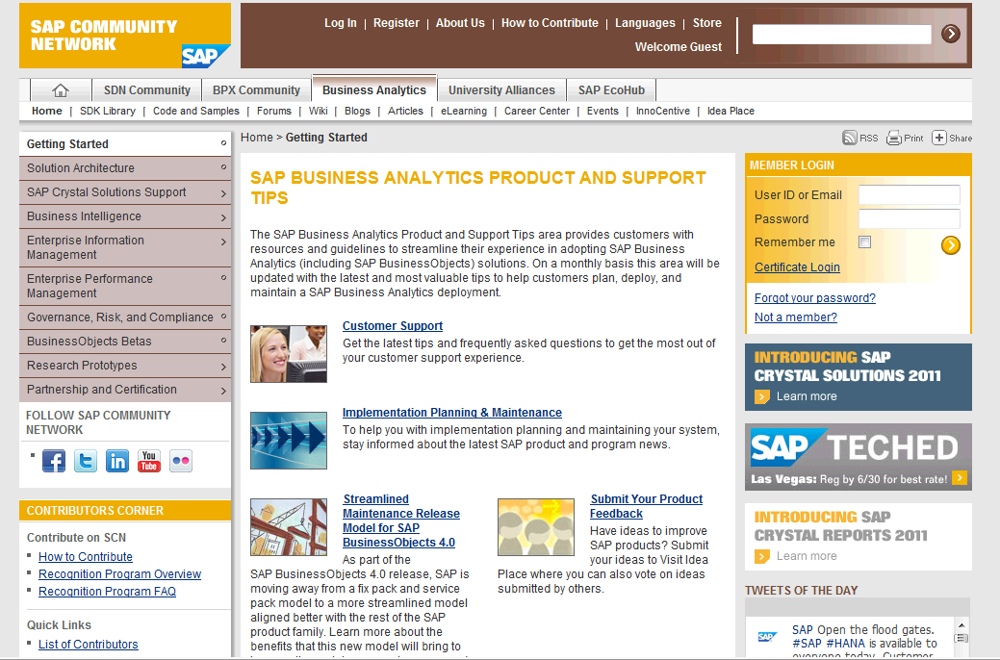 SAP COMMUNITY
NETWORK
SAP
Log In | Register | About Us | How to Contribute | Languages | Store
Welcome Guest
SDN Community
BPX Community
Business Analytics
University Alliances
SAP EcoHub
Home | SDK Library | Code and Samples | Forums | Wiki | Blogs | Articles | eLearning | Career Center | Events | InnoCentive | Idea Place
Getting Started
Solution Architecture
SAP Crystal Solutions Support
Business Intelligence
Enterprise Information
Management
Enterprise Performance
Management
Governance, Risk, and Compliance
BusinessObjects Betas
Research Prototypes
Partnership and Certification
FOLLOW SAP COMMUNITY
NETWORK
You
Tube
CONTRIBUTORS CORNER
Contribute on SCN
How to Contribute
Recognition Program Overview
Recognition Program FAQ
Quick Links
List of Contributors
Home > Getting Started
RSS
Print
Share
SAP BUSINESS ANALYTICS PRODUCT AND SUPPORT
TIPS
The SAP Business Analytics Product and Support Tips area provides customers with
resources and guidelines to streamline their experience in adopting SAP Business
Analytics (including SAP BusinessObjects) solutions. On a monthly basis this area will be
updated with the latest and most valuable tips to help customers plan, deploy, and
maintain a SAP Business Analytics deployment.
Customer Support
Get the latest tips and frequently asked questions to get the most out of
your customer support experience.
Implementation Planning & Maintenance
To help you with implementation planning and maintaining your system,
stay informed about the latest SAP product and program news.
Streamlined
Maintenance Release
Model for SAP
BusinessObjects 4.0
As part of the
SAP BusinessObjects 4.0 release, SAP is
moving away from a fix pack and service
pack model to a more streamlined model
aligned better with the rest of the SAP
product family. Learn more about the
benefits that this new model will bring to
Submit Your Product
Feedback
Have ideas to improve
SAP products? Submit
your ideas to Visit Idea
Place where you can also vote on ideas
submitted by others.
MEMBER LOGIN
User ID or Email
Password
Remember me
Certificate Login
Forgot your password?
Not a member?
INTRODUCING SAP
CRYSTAL SOLUTIONS 2011
Learn more
SAP TECHED
Las Vegas: Reg by 6/30 for best rate!
INTRODUCING SAP
CRYSTAL REPORTS 2011
Learn more
TWEETS OF THE DAY
SAP
SAP Open the flood gates.
#SAP #HANA is available to
everyone today. Customer